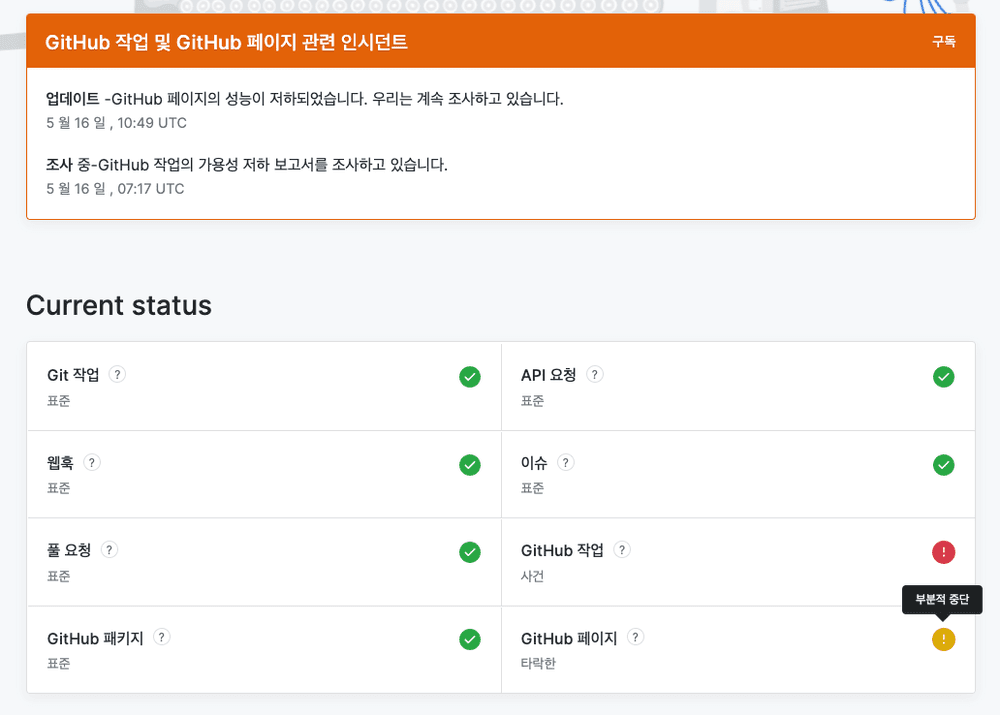 GitHub 작업 및 GitHub 페이지 관련 인시던트
구독
업데이트 -GitHub 페이지의 성능이 저하되었습니다. 우리는 계속 조사하고 있습니다.
5 월 16 일 , 10:49 UTC
조사 중-GitHub 작업의 가용성 저하 보고서를 조사하고 있습니다.
5 월 16 일 , 07:17 UTC
Current status
Git 작업 ?
표준
API 요청 ?
표준
웹훅 ?
표준
이슈 ?
표준
풀 요청 ?
표준
GitHub 작업 ?
사건
부분적 중단
GitHub 패키지 ?
표준
GitHub 페이지 ?
타락한